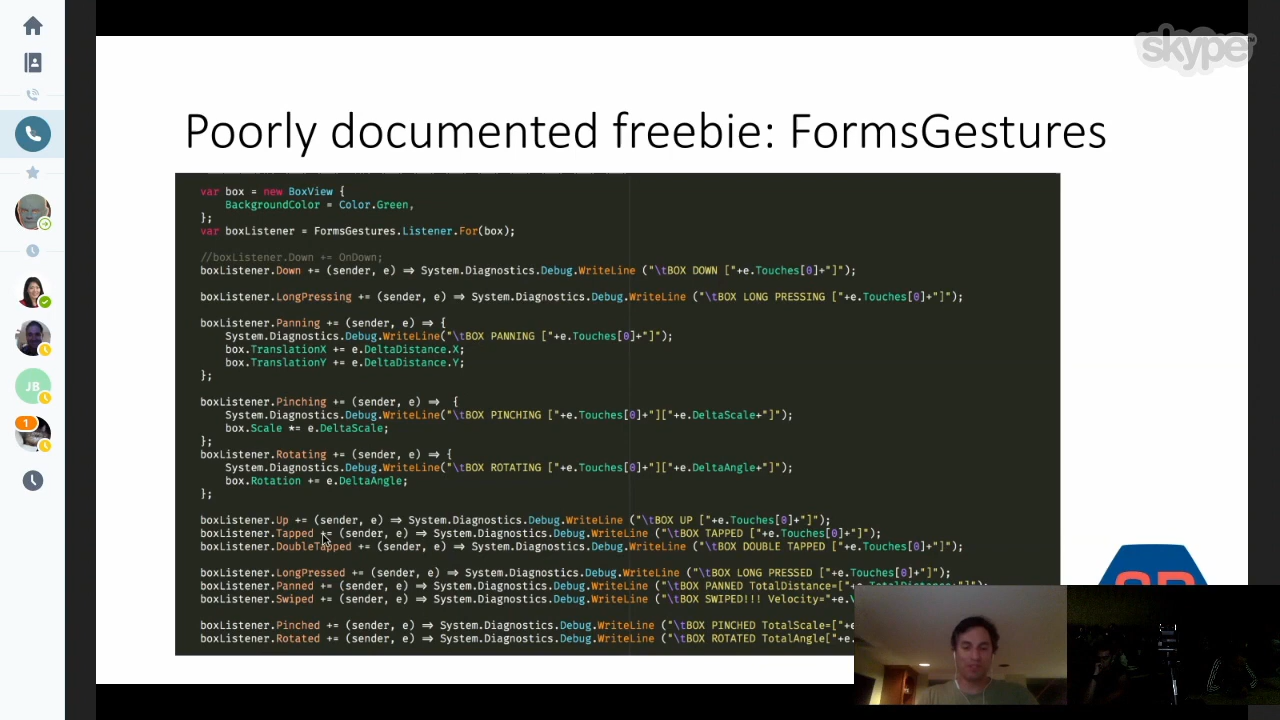 skype™
Poorly documented freebie: FormsGestures
var box = new BoxView {
BackgroundColor = Color.Green,
};
var boxListener = FormsGestures.Listener.For(box);
//boxListener.Down += OnDown;
boxListener.Down += (sender, e) => System.Diagnostics.Debug.WriteLine ("\tBOX DOWN ["+e.Touches[0]+"]");
boxListener.LongPressing += (sender, e) => System.Diagnostics.Debug.WriteLine ("\tBOX LONG PRESSING ["+e.Touches[0]+"]");
boxListener.Panning += (sender, e) => {
System.Diagnostics.Debug.WriteLine("\tBOX PANNING ["+e.Touches[0]+"]");
box.TranslationX += e.DeltaDistance.X;
box.TranslationY += e.DeltaDistance.Y;
};
boxListener.Pinching += (sender, e) => {
System.Diagnostics.Debug.WriteLine("\tBOX PINCHING ["+e.Touches[0]+"]["+e.DeltaScale+"]");
box.Scale *= e.DeltaScale;
};
boxListener.Rotating += (sender, e) => {
System.Diagnostics.Debug.WriteLine("\tBOX ROTATING ["+e.Touches[0]+"]["+e.DeltaAngle+"]");
box.Rotation += e.DeltaAngle;
};
boxListener.Up += (sender, e) => System.Diagnostics.Debug.WriteLine ("\tBOX UP ["+e.Touches[0]+"]");
boxListener.Tapped += (sender, e) => System.Diagnostics.Debug.WriteLine ("\tBOX TAPPED ["+e.Touches[0]+"]");
boxListener.DoubleTapped += (sender, e) => System.Diagnostics.Debug.WriteLine ("\tBOX DOUBLE TAPPED ["+e.Touches[0]+"]");
boxListener.LongPressed += (sender, e) => System.Diagnostics.Debug.WriteLine ("\tBOX LONG PRESSED ["+e.Touches[0]+"]");
boxListener.Panned += (sender, e) => System.Diagnostics.Debug.WriteLine ("\tBOX PANNED TotalDistance=["+e.TotalDistance+"]");
boxListener.Swiped += (sender, e) => System.Diagnostics.Debug.WriteLine ("\tBOX SWIPED!!! Velocity="+e.V
boxListener.Pinched += (sender, e) => System.Diagnostics.Debug.WriteLine ("\tBOX PINCHED TotalScale=["+e
boxListener.Rotated += (sender, e) => System.Diagnostics.Debug.WriteLine ("\tBOX ROTATED TotalAngle["+e.
JB
1